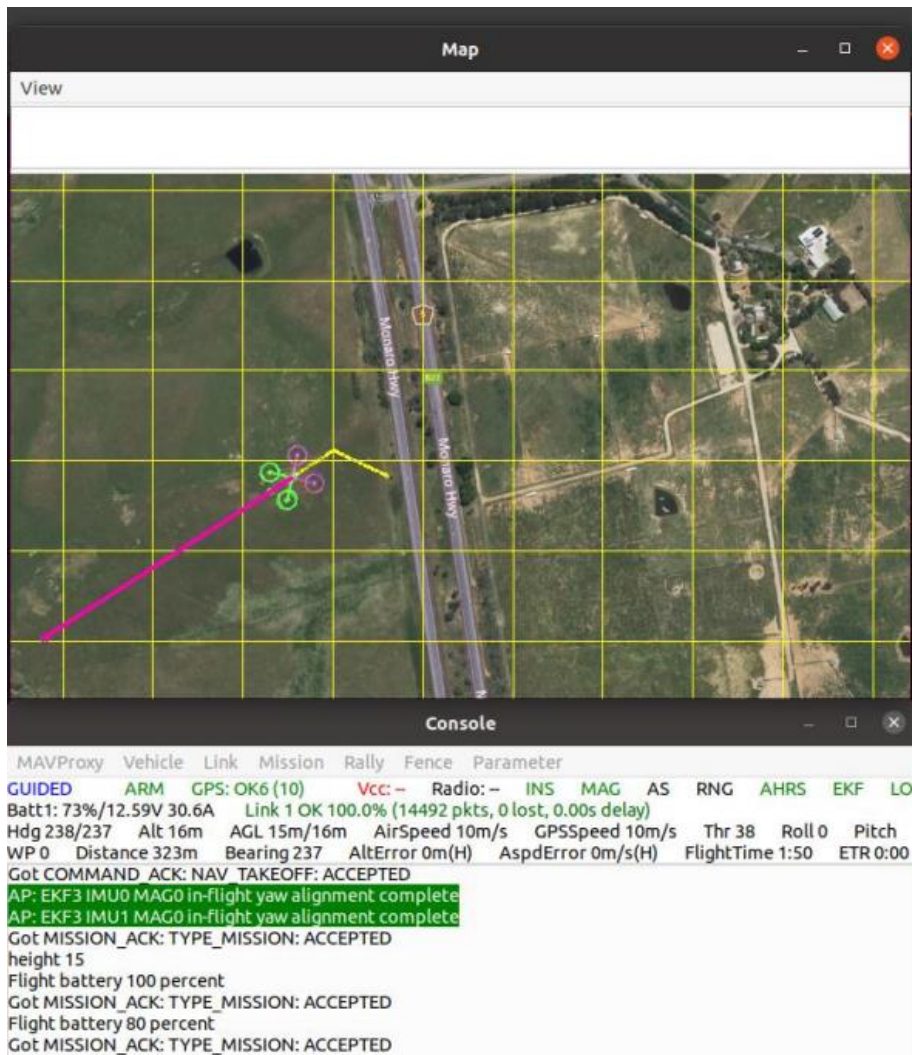 Map
View
Monaro Hwy
B23
Monaro Hwy
Console
MAVProxy Vehicle Link Mission Rally Fence Parameter
GUIDED ARM GPS: OK6 (10) Vcc: -- Radio: -- INS MAG AS RNG AHRS EKF LO
Batt1: 73%/12.59V 30.6A Link 1 OK 100.0% (14492 pkts, 0 lost, 0.00s delay)
Hdg 238/237 Alt 16m AGL 15m/16m AirSpeed 10m/s GPSSpeed 10m/s Thr 38 Roll 0 Pitch
WP 0 Distance 323m Bearing 237 AltError 0m(H) AspdError 0m/s(H) FlightTime 1:50 ETR 0:00
Got COMMAND_ACK: NAV_TAKEOFF: ACCEPTED
AP: EKF3 IMU0 MAG0 in-flight yaw alignment complete
AP: EKF3 IMU1 MAG0 in-flight yaw alignment complete
Got MISSION_ACK: TYPE_MISSION: ACCEPTED
height 15
Flight battery 100 percent
Got MISSION_ACK: TYPE_MISSION: ACCEPTED
Flight battery 80 percent
Got MISSION_ACK: TYPE_MISSION: ACCEPTED